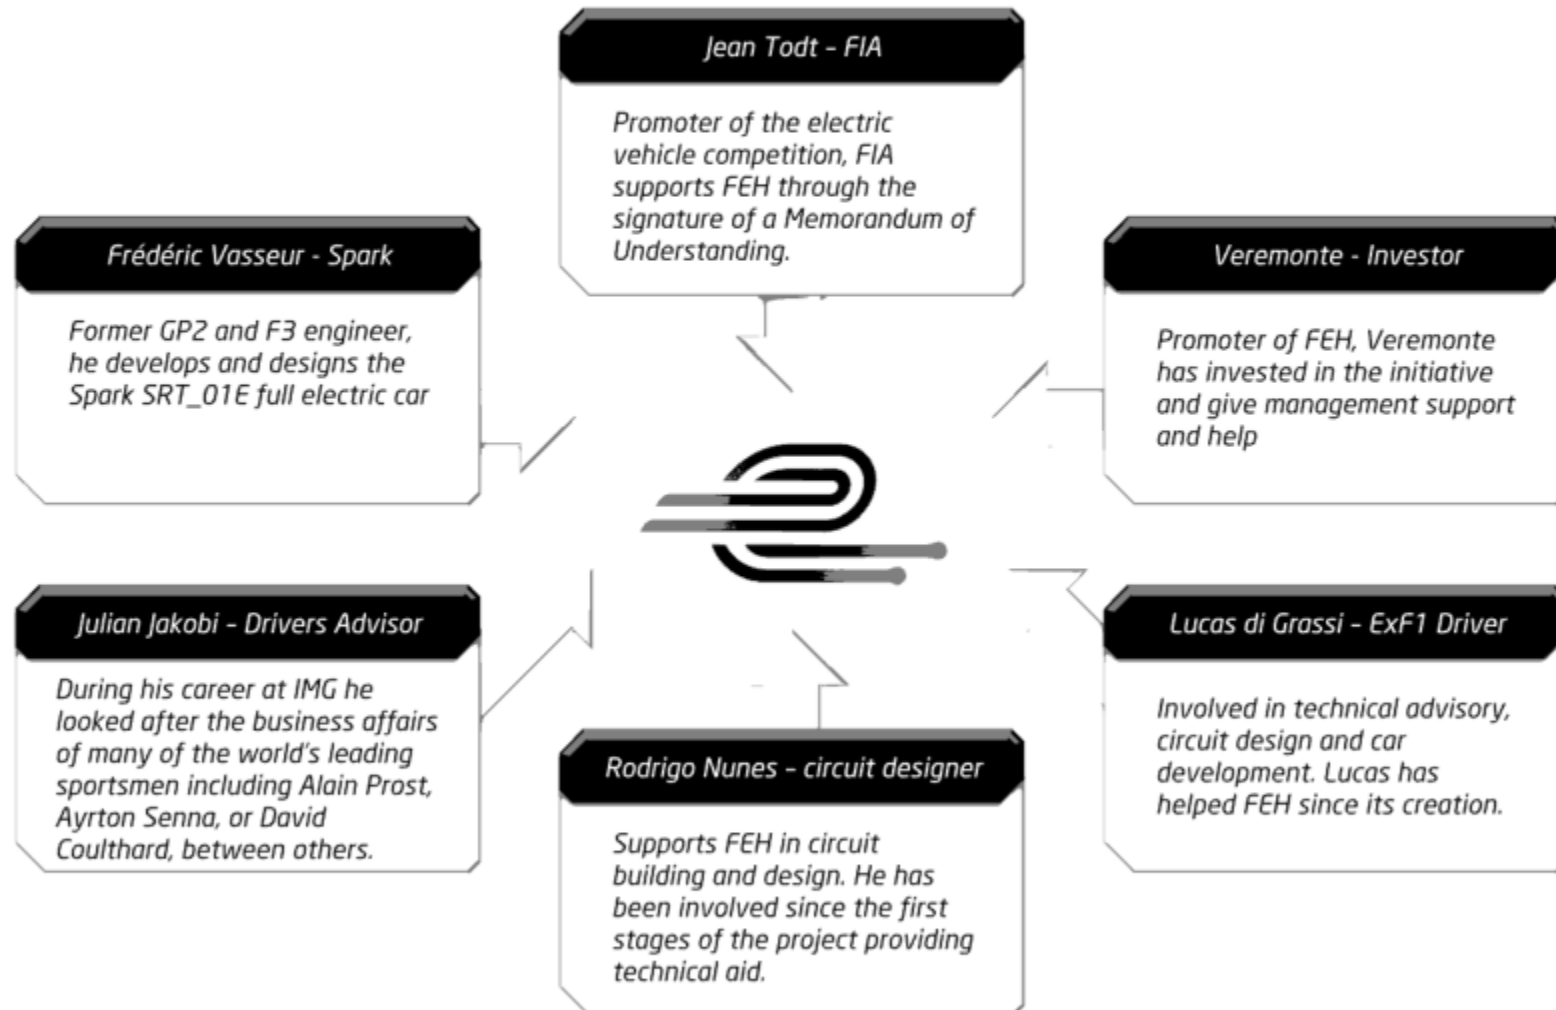 Jean Todt – FIA
Promoter of the electric
vehicle competition, FIA
supports FEH through the
signature of a Memorandum of
Understanding.
Frédéric Vasseur - Spark
Former GP2 and F3 engineer,
he develops and designs the
Spark SRT_01E full electric car
Veremonte - Investor
Promoter of FEH, Veremonte
has invested in the initiative
and give management support
and help
Julian Jakobi – Drivers Advisor
During his career at IMG he
looked after the business affairs
of many of the world's leading
sportsmen including Alain Prost,
Ayrton Senna, or David
Coulthard, between others.
Rodrigo Nunes – circuit designer
Supports FEH in circuit
building and design. He has
been involved since the first
stages of the project providing
technical aid.
Lucas di Grassi – ExF1 Driver
Involved in technical advisory,
circuit design and car
development. Lucas has
helped FEH since its creation.